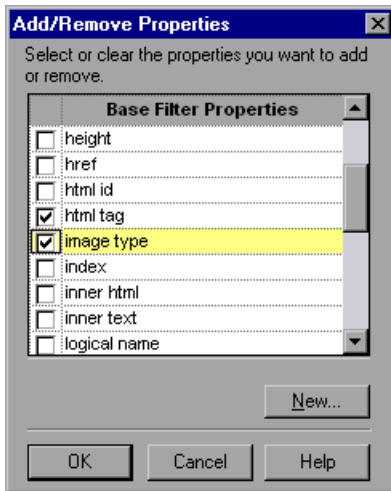 Add/Remove Properties
Select or clear the properties you want to add
or remove.
Base Filter Properties
height
href
html id
html tag
image type
index
inner html
inner text
logical name
New...
OK
Cancel
Help